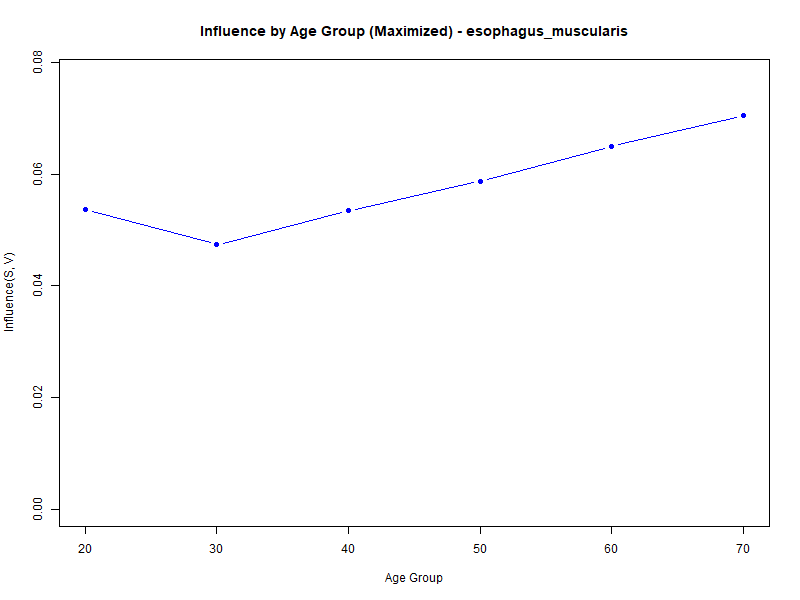 Influence by Age Group (Maximized) - esophagus_muscularis
Influence(S, V)
0.08
0.06
0.04
0.02
0.00
20 30 40 50 60 70
Age Group